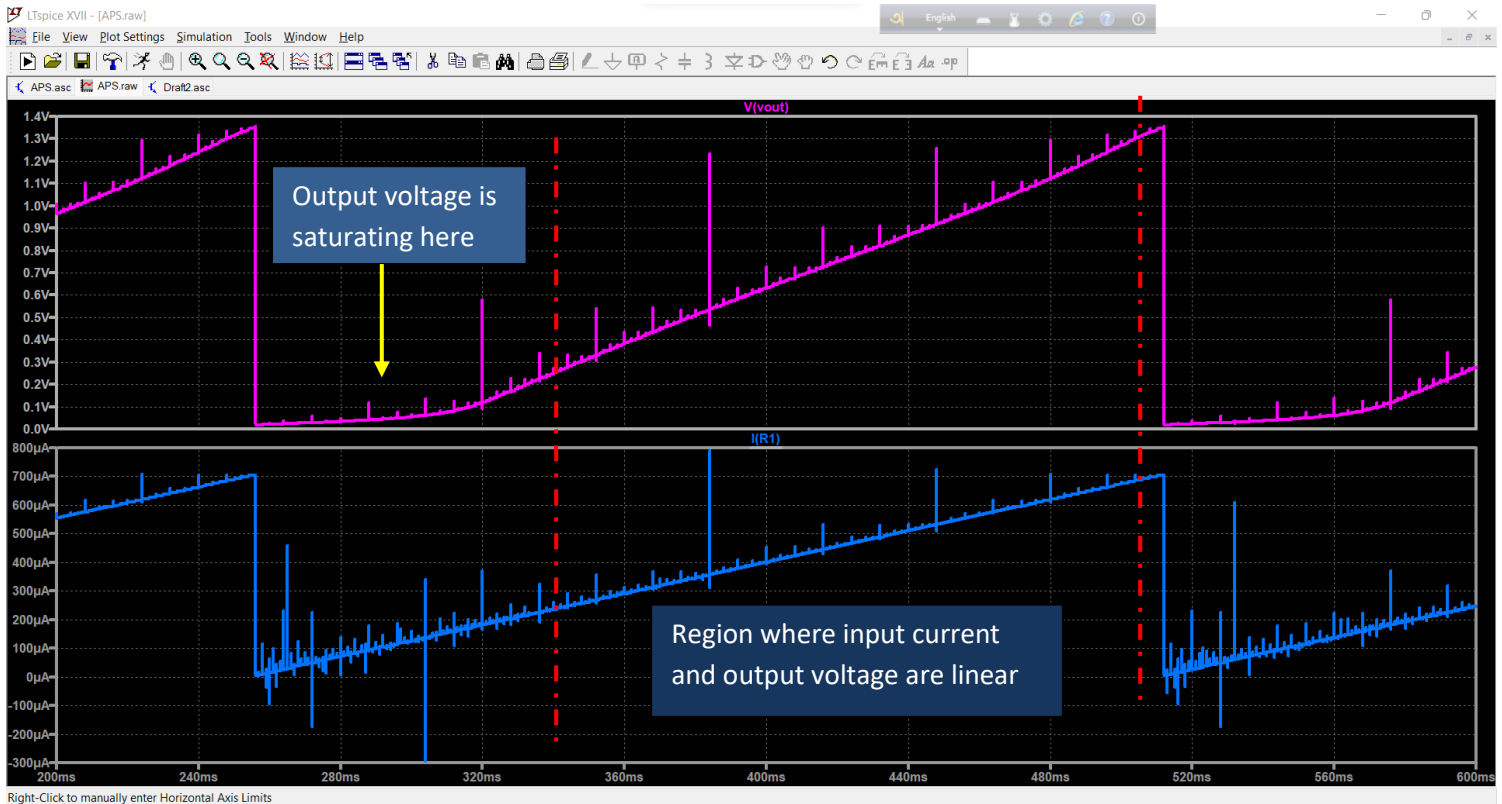 LTspice XVII - [APS.raw]
English
File View Plot Settings Simulation Tools Window Help
APS.asc APS.raw Draft2.asc
V(vout)
1.4V
1.3V
1.2V
1.1V
1.0V
0.9V
0.8V
0.7V
0.6V
0.5V
0.4V
0.3V
0.2V
0.1V
0.0V
Output voltage is
saturating here
I(R1)
800µA
700µA
600µA
500µA
400µA
300µA
200µA
100µA
0µA
-100µA
-200µA
-300µA
Region where input current
and output voltage are linear
200ms 240ms 280ms 320ms 360ms 400ms 440ms 480ms 520ms 560ms 600ms
Right-Click to manually enter Horizontal Axis Limits